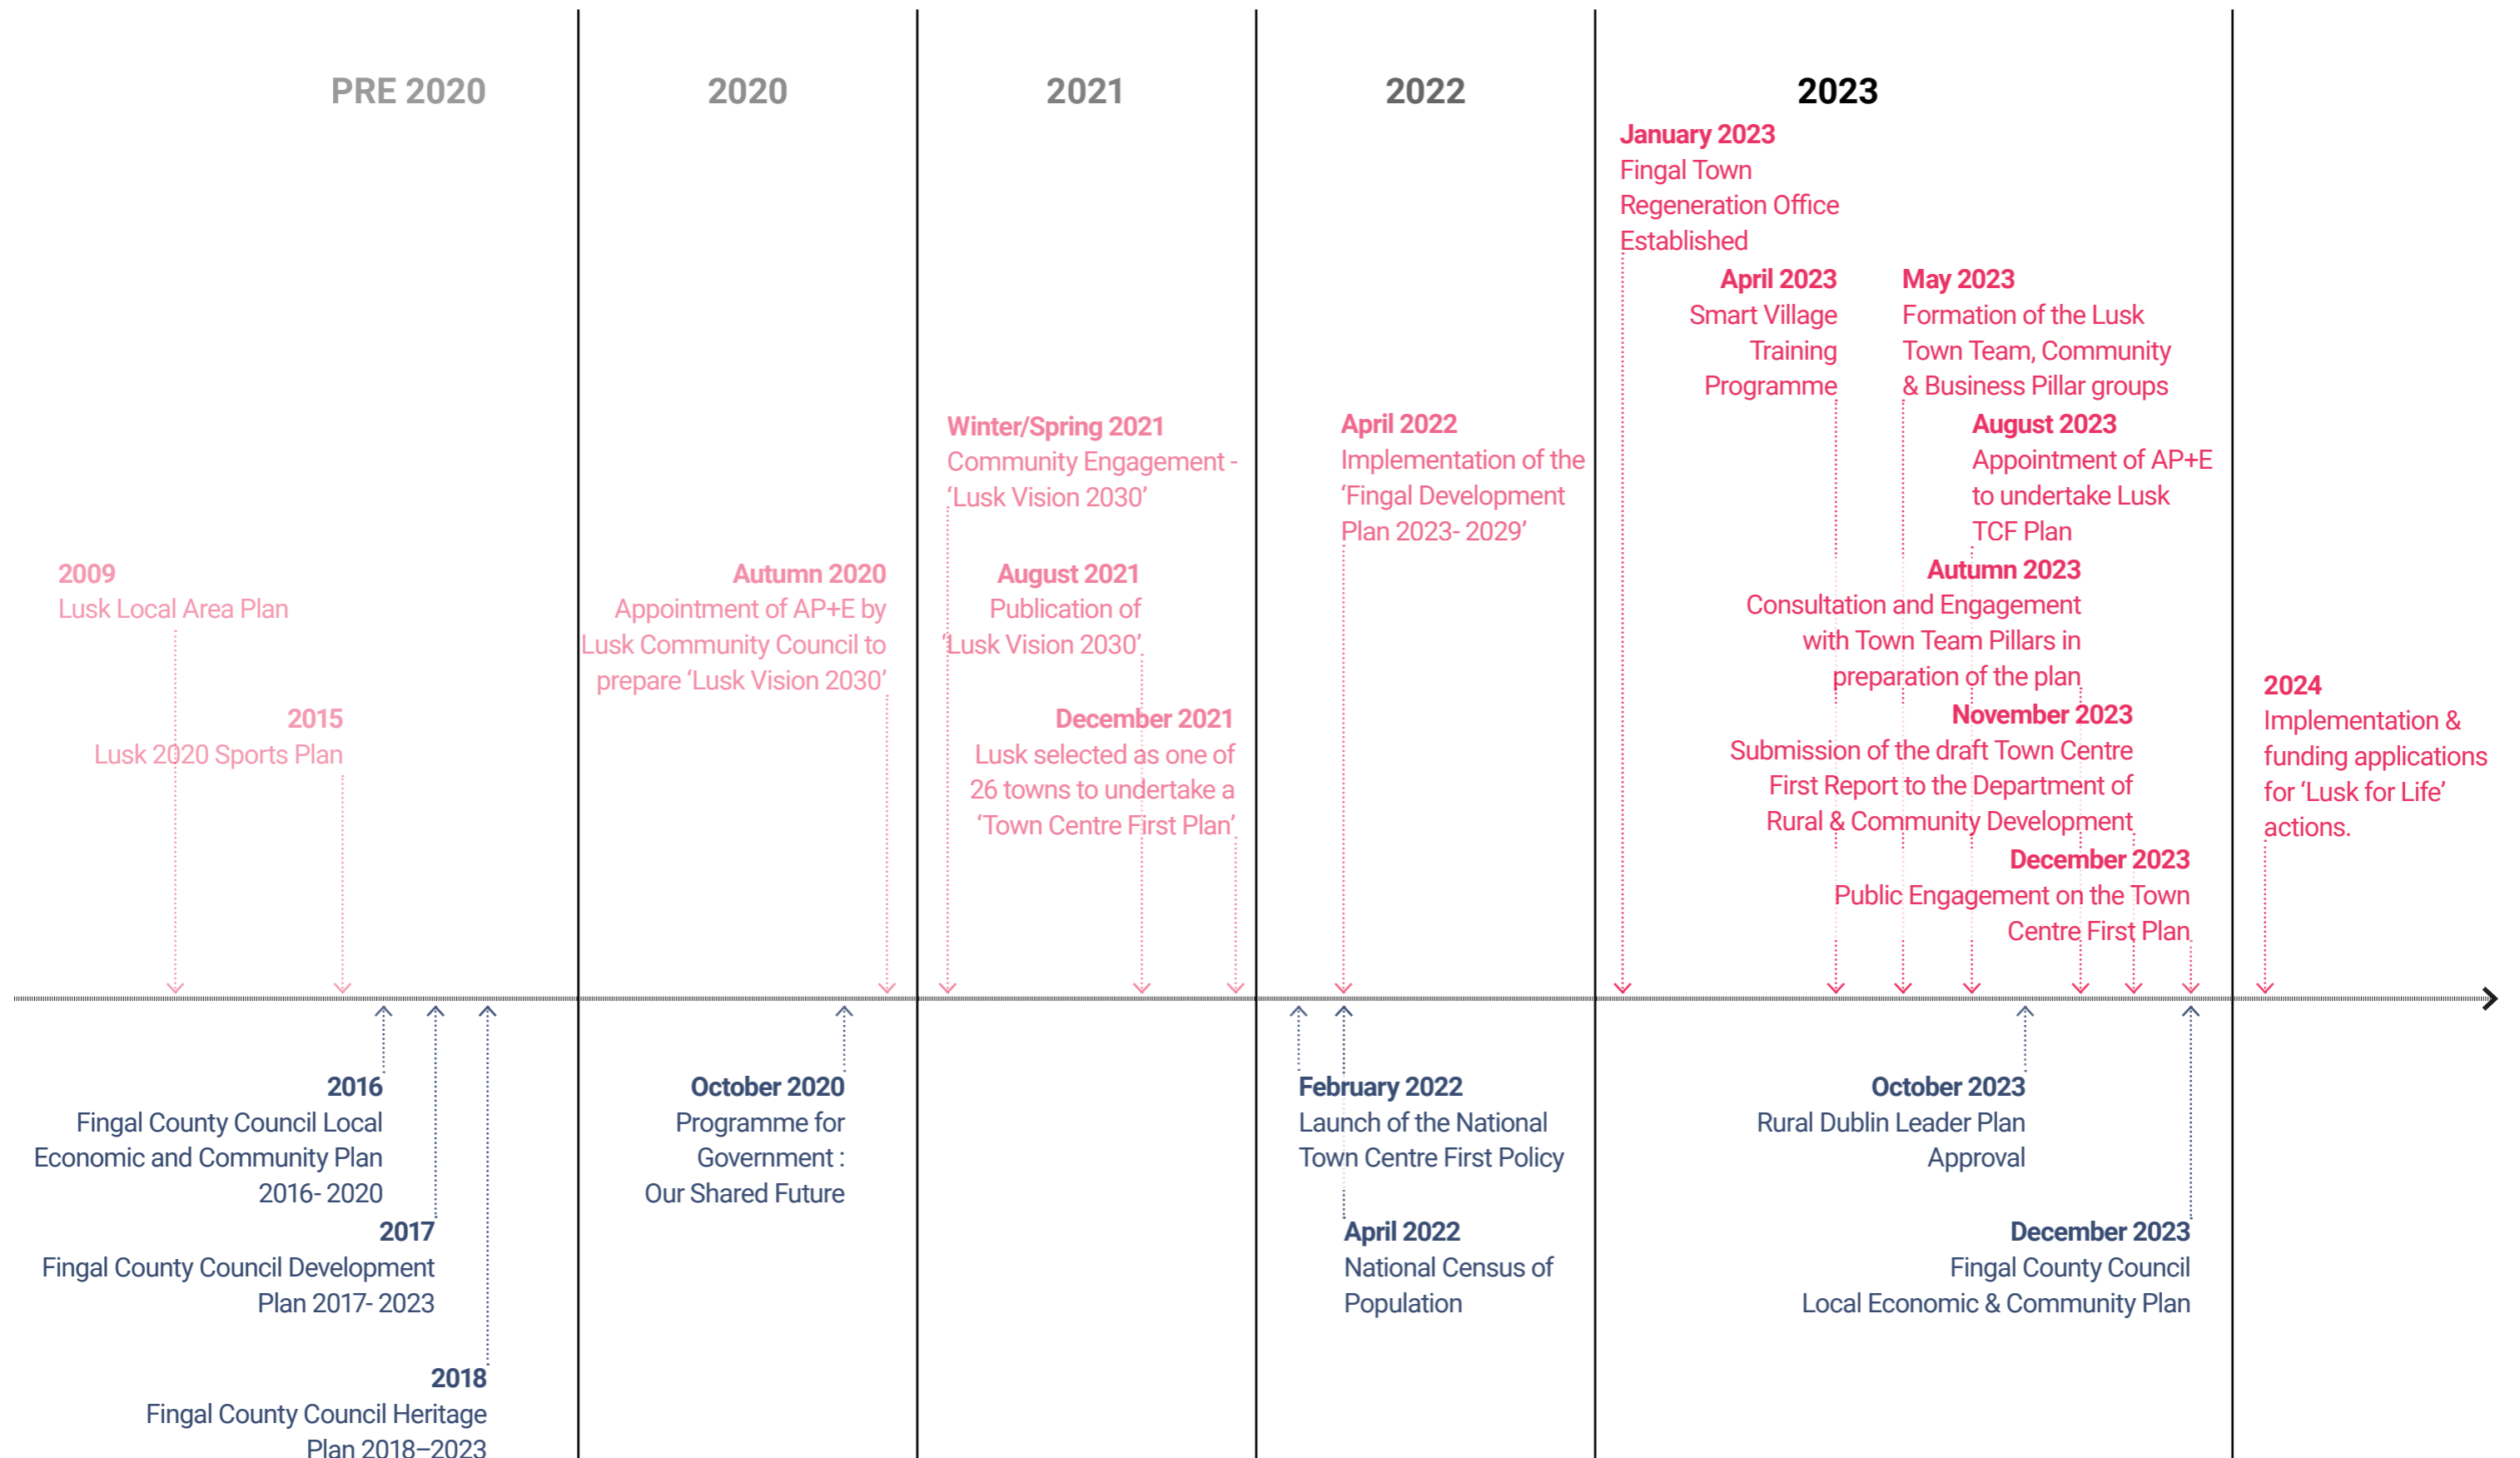 PRE 2020
2020
2021
2022
2023
2009
Lusk Local Area Plan
2015
Lusk 2020 Sports Plan
Autumn 2020
Appointment of AP+E by
Lusk Community Council to
prepare ‘Lusk Vision 2030’
Winter/Spring 2021
Community Engagement -
‘Lusk Vision 2030’
August 2021
Publication of
‘Lusk Vision 2030’
December 2021
Lusk selected as one of
26 towns to undertake a
‘Town Centre First Plan’
April 2022
Implementation of the
‘Fingal Development
Plan 2023- 2029’
January 2023
Fingal Town
Regeneration Office
Established
April 2023
Smart Village
Training
Programme
May 2023
Formation of the Lusk
Town Team, Community
& Business Pillar groups
August 2023
Appointment of AP+E
to undertake Lusk
TCF Plan
Autumn 2023
Consultation and Engagement
with Town Team Pillars in
preparation of the plan
November 2023
Submission of the draft Town Centre
First Report to the Department of
Rural & Community Development
December 2023
Public Engagement on the Town
Centre First Plan
2024
Implementation &
funding applications
for ‘Lusk for Life’
actions.
2016
Fingal County Council Local
Economic and Community Plan
2016- 2020
2017
Fingal County Council Development
Plan 2017- 2023
2018
Fingal County Council Heritage
Plan 2018–2023
October 2020
Programme for
Government :
Our Shared Future
February 2022
Launch of the National
Town Centre First Policy
April 2022
National Census of
Population
October 2023
Rural Dublin Leader Plan
Approval
December 2023
Fingal County Council
Local Economic & Community Plan